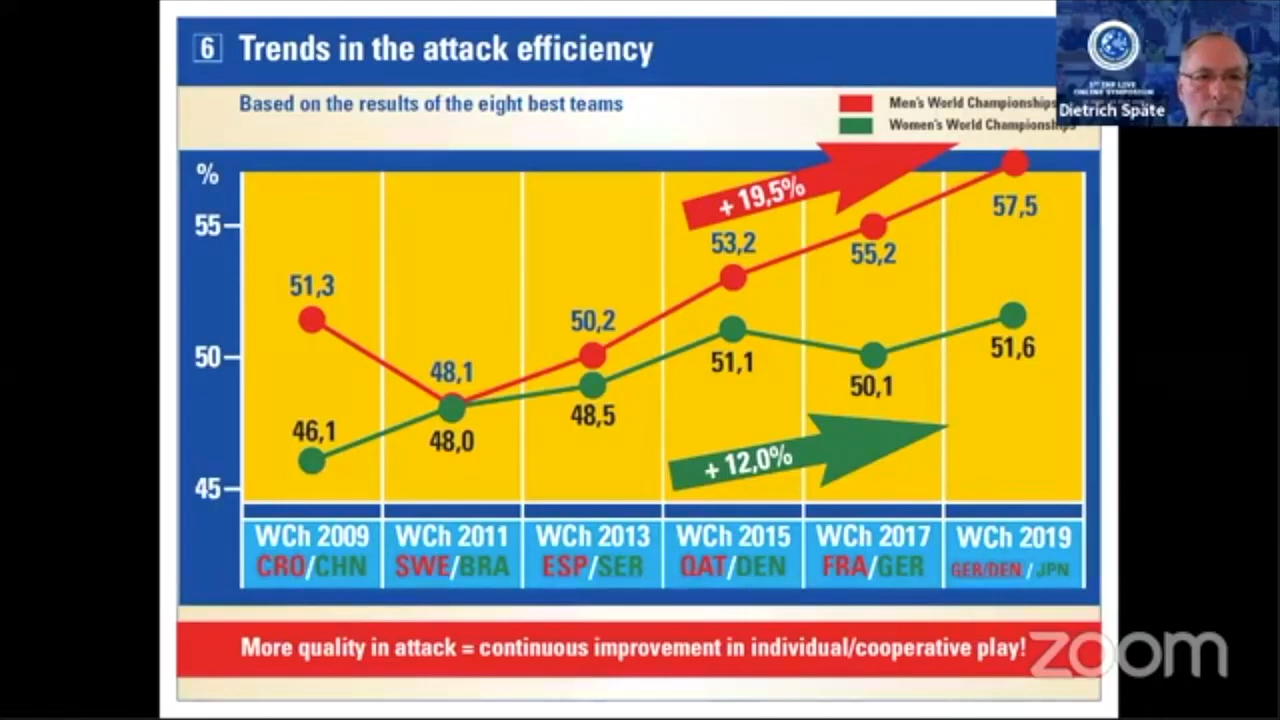 6 Trends in the attack efficiency
Based on the results of the eight best teams
Men's World Championships
Women's World Championships
Dietrich Späte
%
55
50
45
+ 19,5%
+ 12,0%
51,3
48,1
50,2
53,2
55,2
57,5
46,1
48,0
48,5
51,1
50,1
51,6
WCh 2009 WCh 2011 WCh 2013 WCh 2015 WCh 2017 WCh 2019
CRO/CHN SWE/BRA ESP/SER QAT/DEN FRA/GER GER/DEN / JPN
More quality in attack = continuous improvement in individual/cooperative play!
zoom